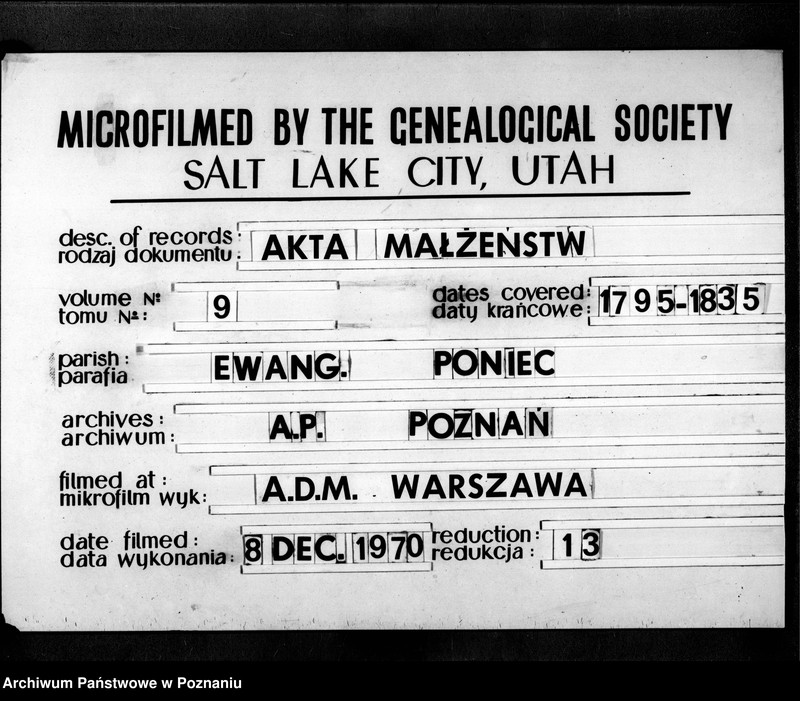 MICROFILMED BY THE GENEALOGICAL SOCIETY
SALT LAKE CITY, UTAH
desc. of records:
rodzaj dokumentu: AKTA MAŁŻEŃSTW
volume №
tomu №: 9
dates covered:
daty krańcowe: 1795-1835
parish:
parafia EWANG. PONIEC
archives:
archiwum: A.P. POZNAŃ
filmed at:
mikrofilm wyk: A.D.M. WARSZAWA
date filmed:
data wykonania: 8 DEC. 1970
reduction:
redukcja: 13
Archiwum Państwowe w Poznaniu